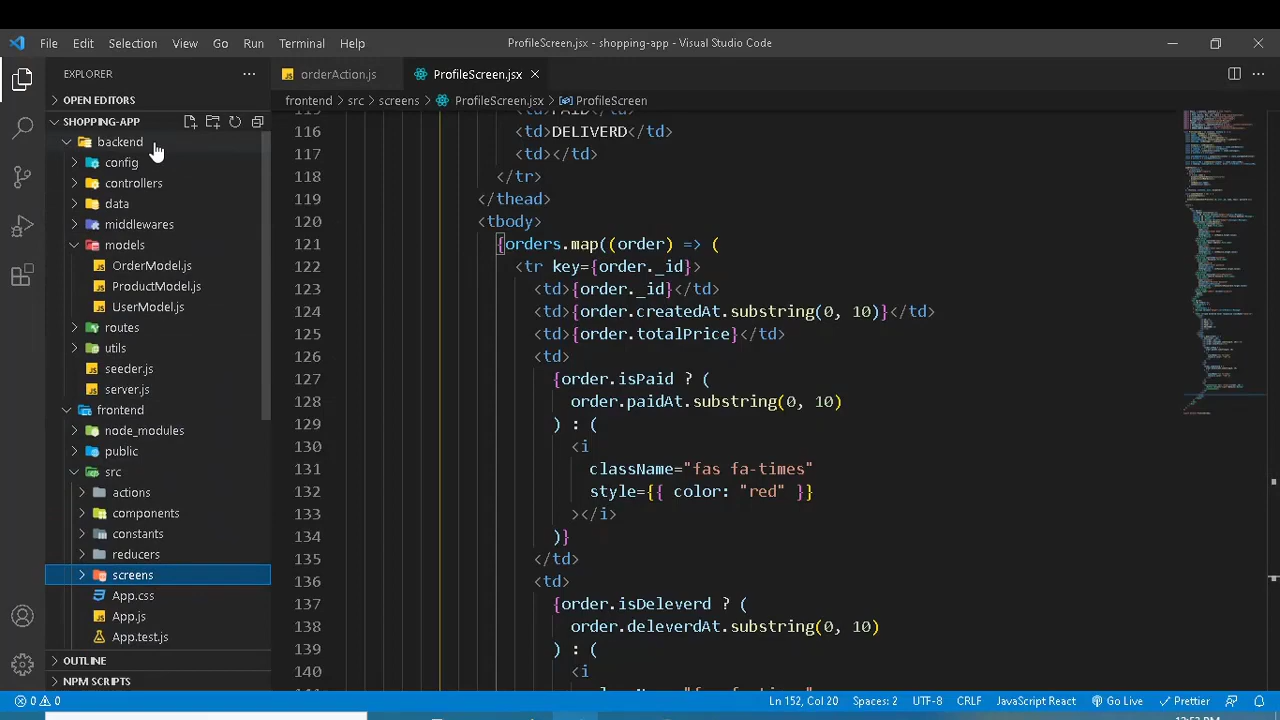 File Edit Selection View Go Run Terminal Help
ProfileScreen.jsx - shopping-app - Visual Studio Code
EXPLORER
OPEN EDITORS
SHOPPING-APP
backend
config
controllers
data
middlewares
models
OrderModel.js
ProductModel.js
UserModel.js
routes
utils
seeder.js
server.js
frontend
node_modules
public
src
actions
components
constants
reducers
screens
App.css
App.js
App.test.js
OUTLINE
NPM SCRIPTS
orderAction.js
ProfileScreen.jsx
frontend > src > screens > ProfileScreen.jsx > ProfileScreen
116 <td>DELIVERD</td>
117 <td></td>
118 </tr>
119 </thead>
120 <tbody>
121 {orders.map((order) => (
122 <tr key={order._id}>
123 <td>{order._id}</td>
124 <td>{order.createdAt.substring(0, 10)}</td>
125 <td>{order.totalPrice}</td>
126 <td>
127 {order.isPaid ? (
128 order.paidAt.substring(0, 10)
129 ) : (
130 <i
131 className="fas fa-times"
132 style={{ color: "red" }}
133 ></i>
134 )}
135 </td>
136 <td>
137 {order.isDeleverd ? (
138 order.deleverdAt.substring(0, 10)
139 ) : (
140 <i
0 0
Ln 152, Col 20 Spaces: 2 UTF-8 CRLF JavaScript React Go Live Prettier